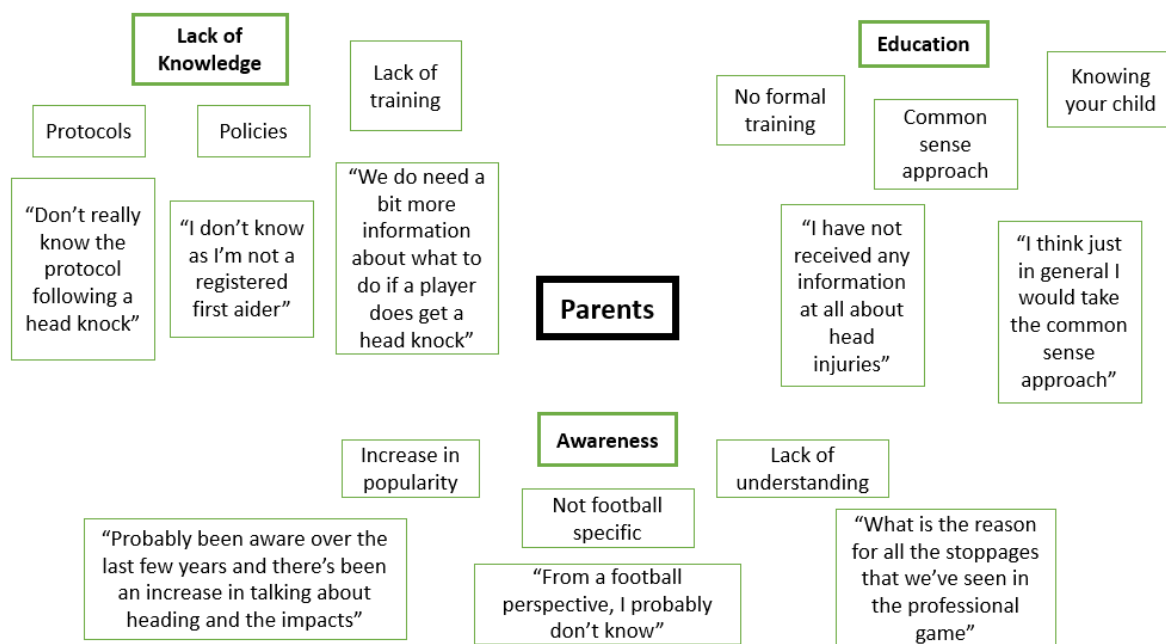 Lack of
Knowledge
Lack of
training
Protocols
Policies
“Don’t really
know the
protocol
following a
head knock”
“I don’t know
as I’m not a
registered
first aider”
“We do need a
bit more
information
about what to
do if a player
does get a
head knock”
Parents
Education
No formal
training
Common
sense
approach
Knowing
your child
“I have not
received any
information
at all about
head
injuries”
“I think just
in general I
would take
the common
sense
approach”
Awareness
Increase in
popularity
Not football
specific
Lack of
understanding
“Probably been aware over the
last few years and there’s been
an increase in talking about
heading and the impacts”
“From a football
perspective, I probably
don’t know”
“What is the reason
for all the stoppages
that we’ve seen in
the professional
game”